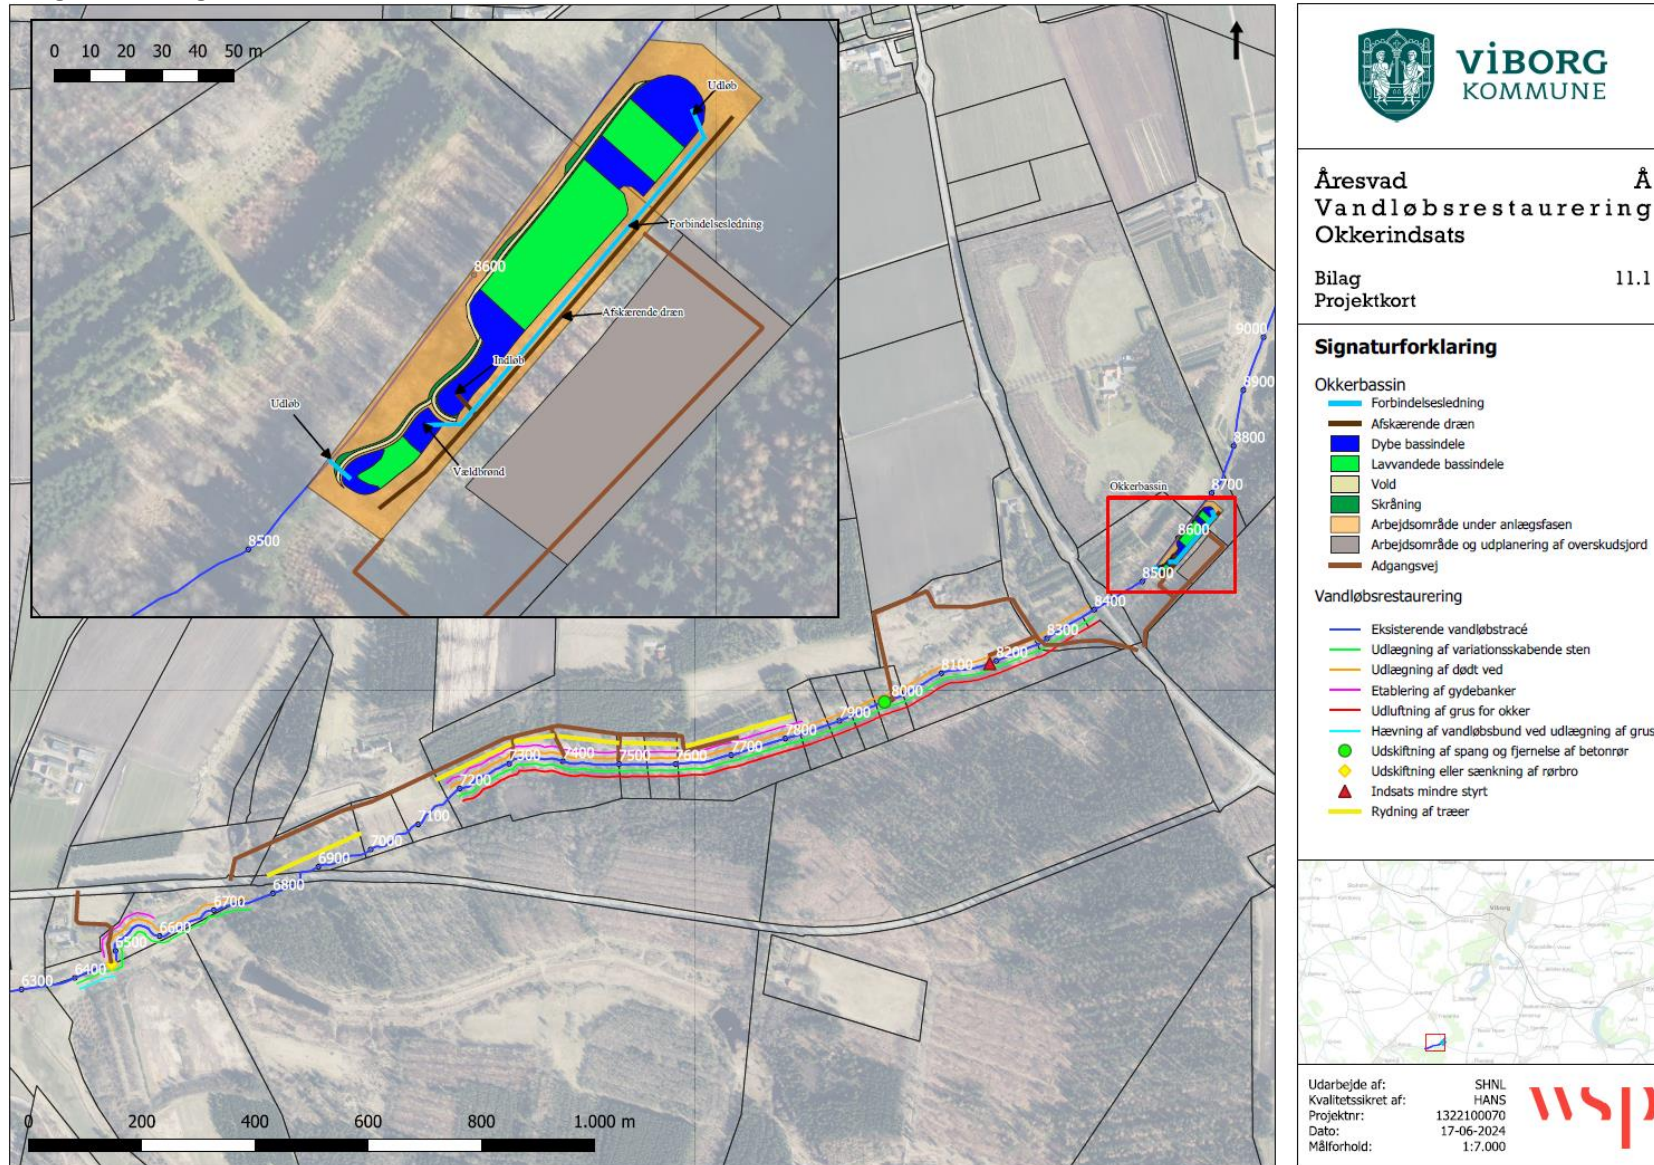 0 10 20 30 40 50 m
Udløb
Forbindelsesledning
8600
Afskærende dræn
Indløb
Udløb
Vældbrønd
8500
9000
8900
8800
8700
Okkerbassin
8600
8500
8400
8300
8200
8100
8000
7900
7800
7700
7600
7500
7400
7300
7200
7100
7000
6900
6800
6700
6600
6500
6400
6300
0 200 400 600 800 1.000 m
VIBORG
KOMMUNE
Åresvad Å
Vandløbsrestaurering
Okkerindsats
Bilag 11.1
Projektkort
Signaturforklaring
Okkerbassin
Forbindelsesledning
Afskærende dræn
Dybe bassindele
Lavvandede bassindele
Vold
Skråning
Arbejdsområde under anlægsfasen
Arbejdsområde og udplanering af overskudsjord
Adgangsvej
Vandløbsrestaurering
Eksisterende vandløbstracé
Udlægning af variationsskabende sten
Udlægning af dødt ved
Etablering af gydebanker
Udluftning af grus for okker
Hævning af vandløbsbund ved udlægning af grus
Udskiftning af spang og fjernelse af betonrør
Udskiftning eller sænkning af rørbro
Indsats mindre styrt
Rydning af træer
Viborg
Udarbejde af: SHNL
Kvalitetssikret af: HANS
Projektnr: 1322100070
Dato: 17-06-2024
Målforhold: 1:7.000
wsp